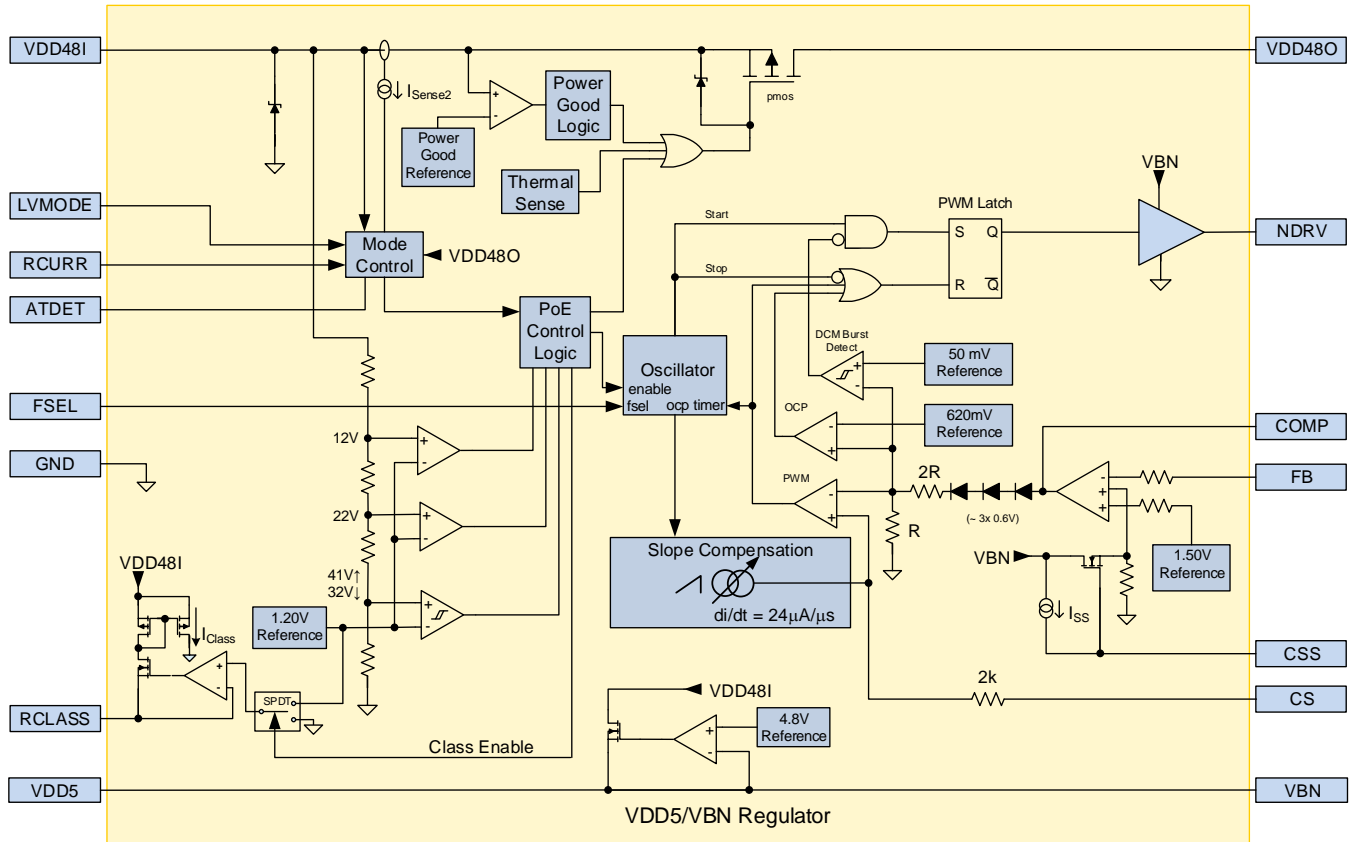 VDD48I
VDD48O
ISense2
Power
Good
Logic
pmos
Power
Good
Reference
Thermal
Sense
VBN
LVMODE
PWM Latch
Start
S
Q
NDRV
Mode
Control
VDD48O
RCURR
Stop
R
Q
ATDET
PoE
Control
Logic
DCM Burst
Detect
50 mV
Reference
Oscillator
enable
fsel
ocp timer
FSEL
OCP
620mV
Reference
COMP
12V
GND
PWM
2R
FB
(~ 3x 0.6V)
22V
R
Slope Compensation
di/dt = 24µA/µs
VBN
1.50V
Reference
VDD48I
41V↑
32V↓
ISS
IClass
1.20V
Reference
CSS
2k
CS
SPDT
VDD48I
RCLASS
4.8V
Reference
Class Enable
VDD5
VBN
VDD5/VBN Regulator